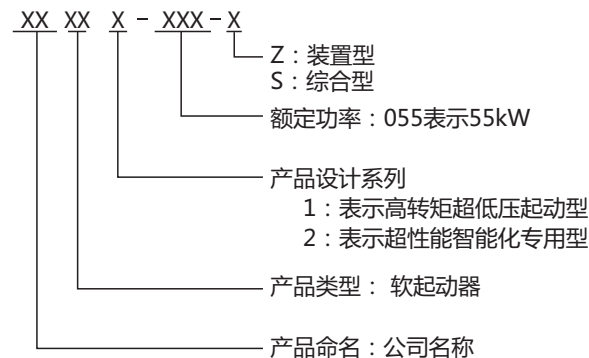 XX XX X - XXX - X
Z：装置型
S：综合型
额定功率：055表示55kW
产品设计系列
1：表示高转矩超低压起动型
2：表示超性能智能化专用型
产品类型： 软起动器
产品命名：公司名称